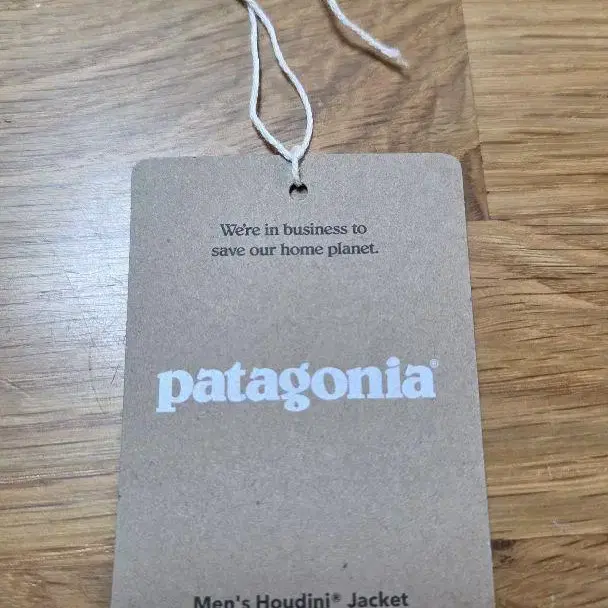 We're in business to
save our home planet.
patagonia®
Men's Houdini® Jacket